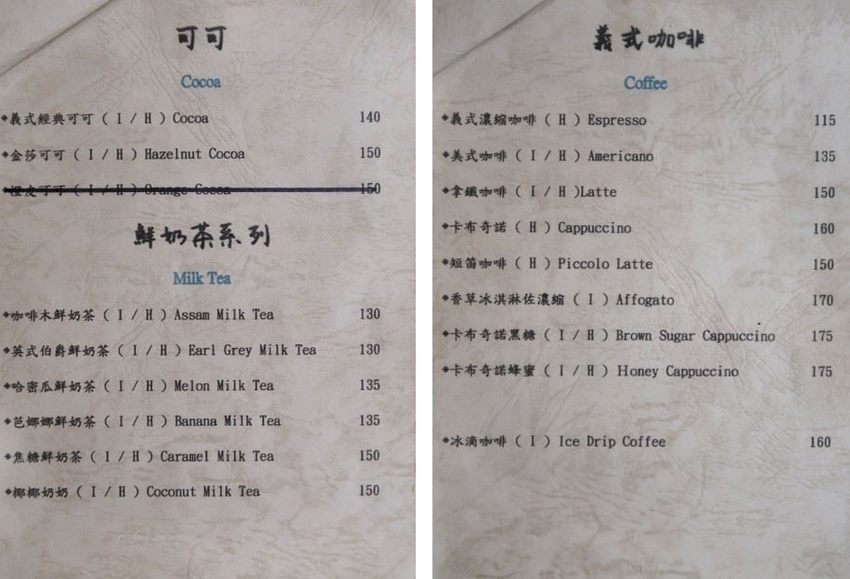 可可
Cocoa
◆義式經典可可 ( I / H ) Cocoa 140
◆金莎可可 ( I / H ) Hazelnut Cocoa 150
◆橙皮可可 ( I / H ) Orange Cocoa 150
鮮奶茶系列
Milk Tea
◆咖啡木鮮奶茶 ( I / H ) Assam Milk Tea 130
◆英式伯爵鮮奶茶 ( I / H ) Earl Grey Milk Tea 130
◆哈密瓜鮮奶茶 ( I / H ) Melon Milk Tea 135
◆芭娜娜鮮奶茶 ( I / H ) Banana Milk Tea 135
◆焦糖鮮奶茶 ( I / H ) Caramel Milk Tea 150
◆椰椰奶奶 ( I / H ) Coconut Milk Tea 150
義式咖啡
Coffee
◆義式濃縮咖啡 ( H ) Espresso 115
◆美式咖啡 ( I / H ) Americano 135
◆拿鐵咖啡 ( I / H )Latte 150
◆卡布奇諾 ( H ) Cappuccino 160
◆短笛咖啡 ( H ) Piccolo Latte 150
◆香草冰淇淋佐濃縮 ( I ) Affogato 170
◆卡布奇諾黑糖 ( I / H ) Brown Sugar Cappuccino 175
◆卡布奇諾蜂蜜 ( I / H ) Honey Cappuccino 175
◆冰滴咖啡 ( I ) Ice Drip Coffee 160